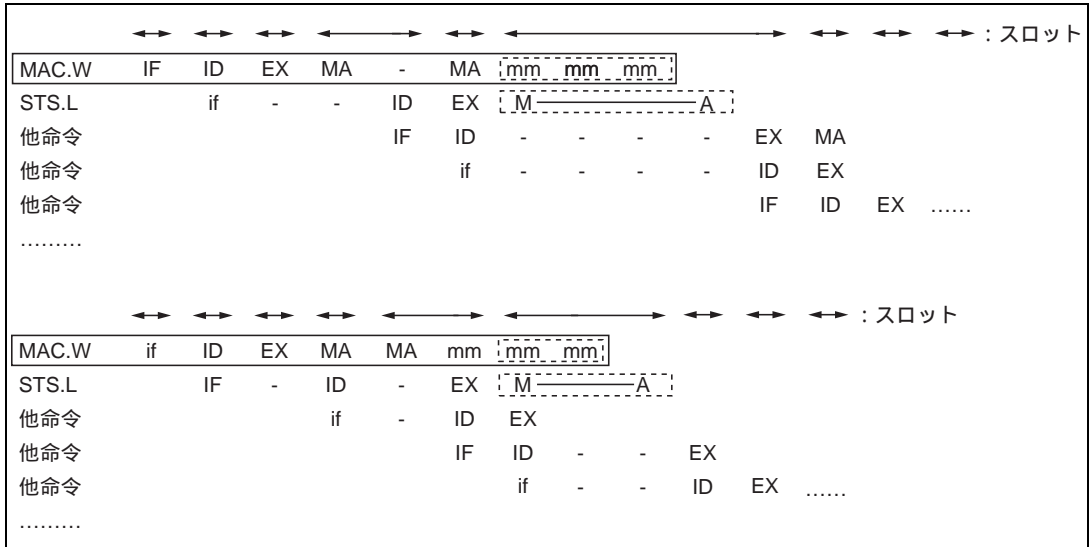 ：スロット
MAC.W IF ID EX MA - MA mm mm mm
STS.L if - - ID EX M A
他命令 IF ID - - - - EX MA
他命令 if - - - - ID EX
他命令 IF ID EX ……
………
：スロット
MAC.W if ID EX MA MA mm mm mm
STS.L IF - ID - EX M A
他命令 if - ID EX
他命令 IF ID - - EX
他命令 if - - ID EX ……
………